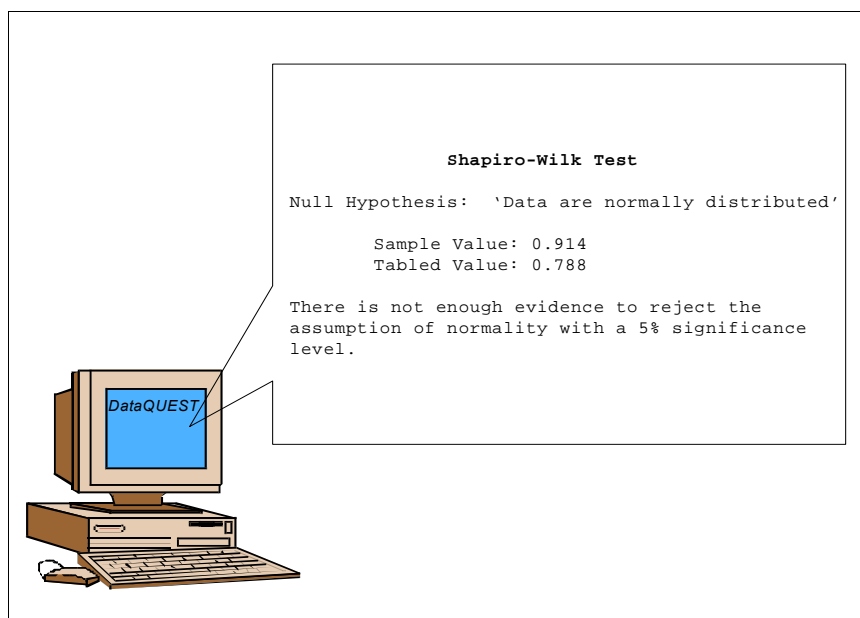 Shapiro-Wilk Test
Null Hypothesis: ‘Data are normally distributed’
Sample Value: 0.914
Tabled Value: 0.788
There is not enough evidence to reject the
assumption of normality with a 5% significance
level.
DataQUEST